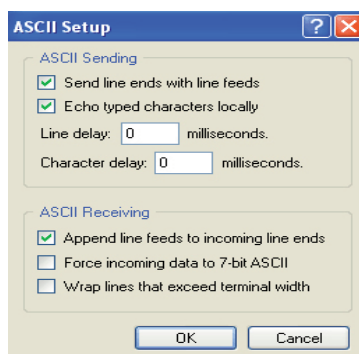 ASCII Setup
ASCII Sending
Send line ends with line feeds
Echo typed characters locally
Line delay: 0 milliseconds.
Character delay: 0 milliseconds.
ASCII Receiving
Append line feeds to incoming line ends
Force incoming data to 7-bit ASCII
Wrap lines that exceed terminal width
OK Cancel